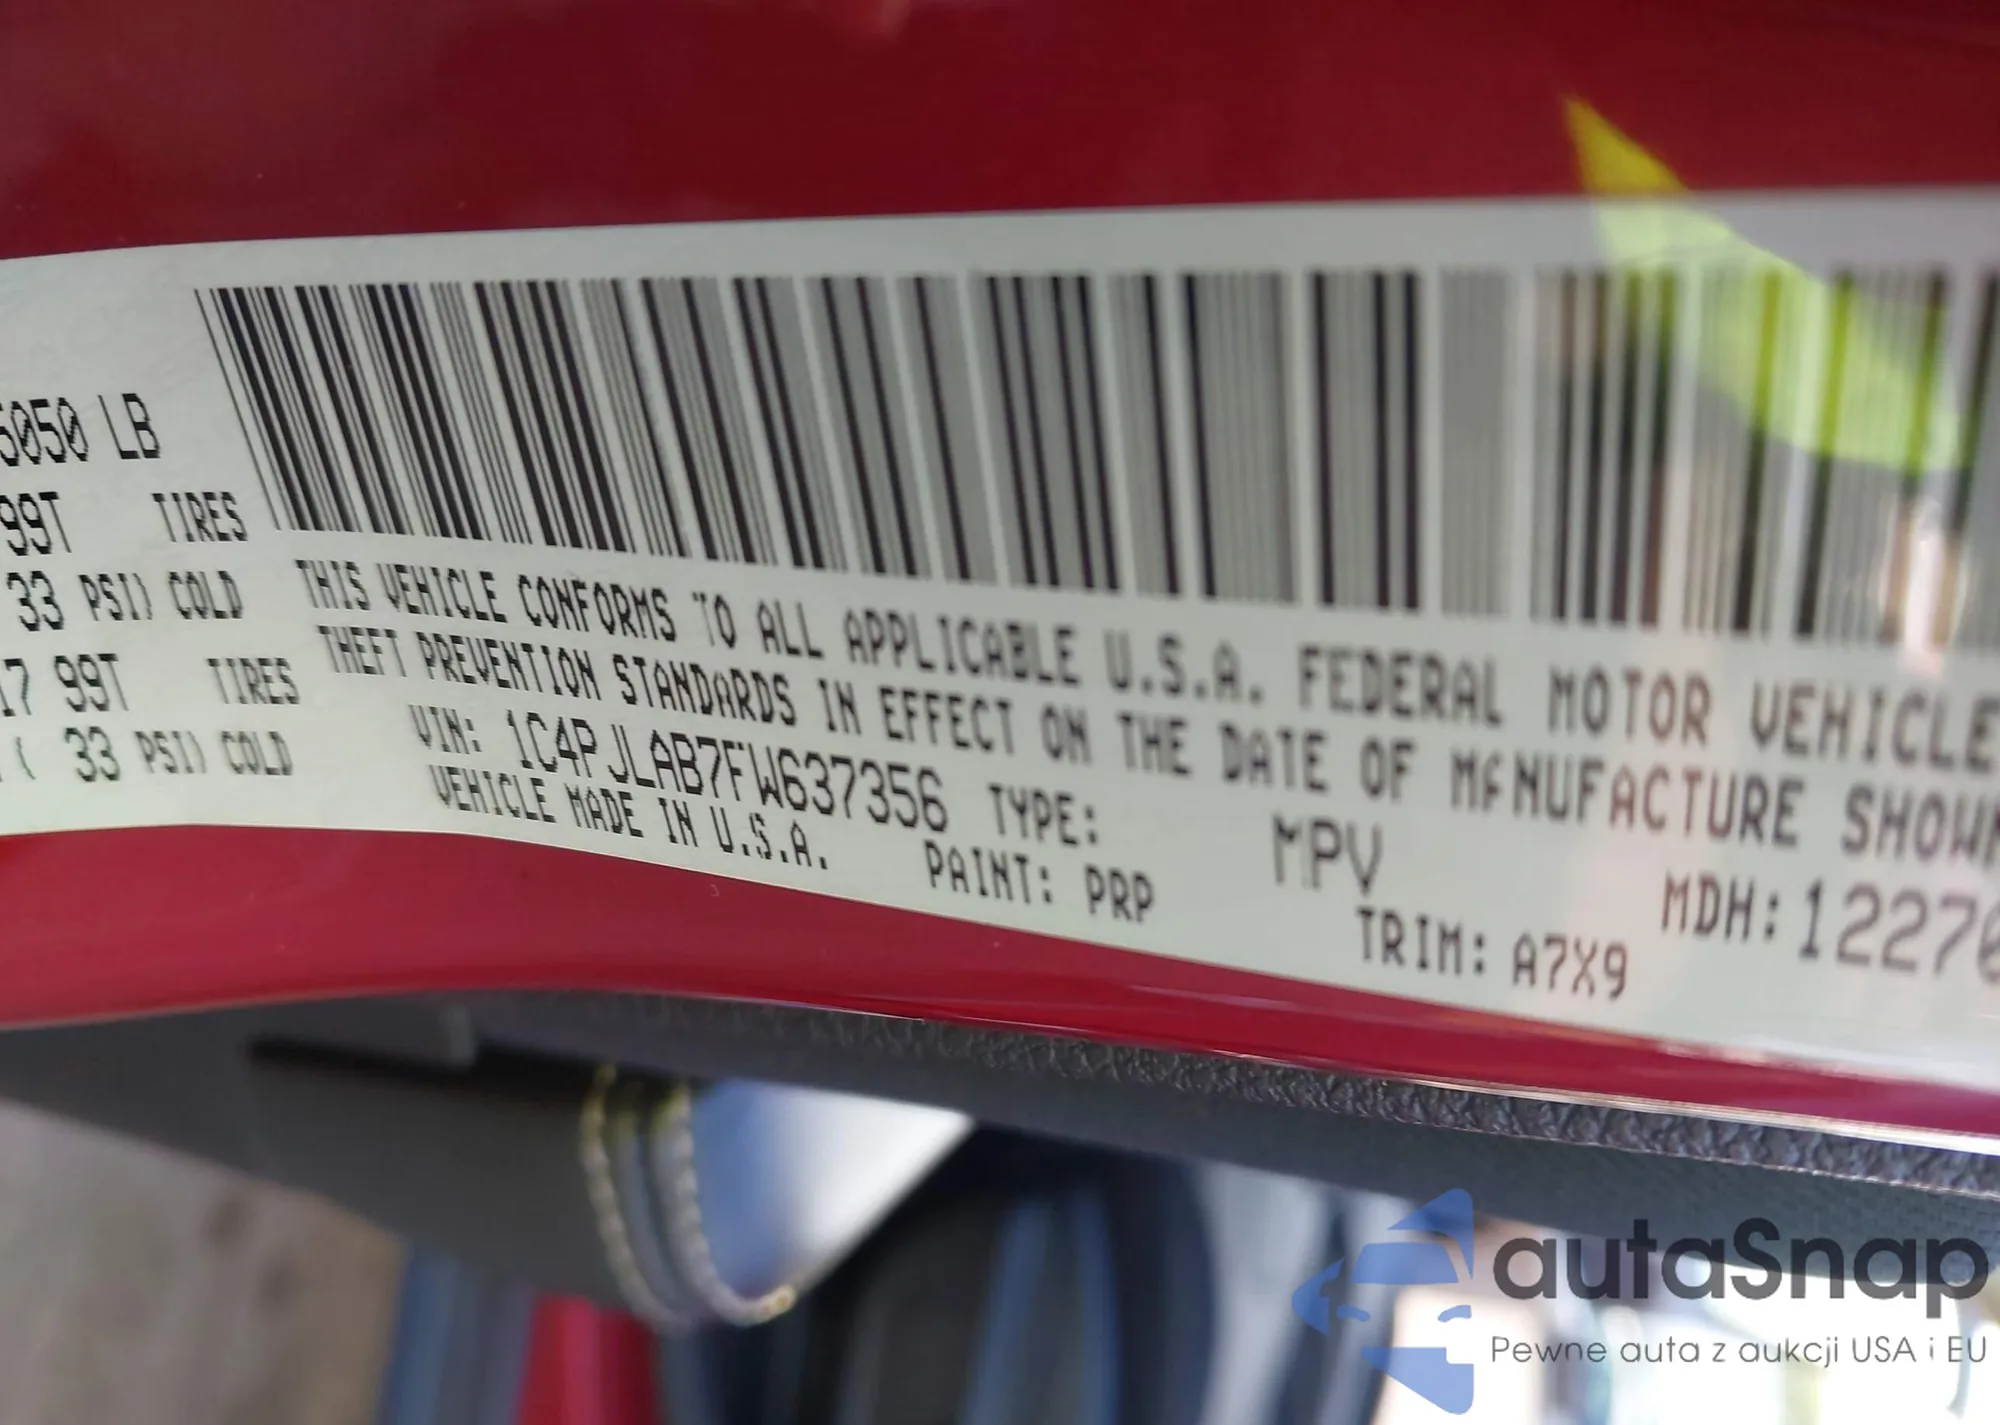 5050 LB
99T TIRES
33 PSI) COLD
17 99T TIRES
( 33 PSI) COLD
THIS VEHICLE CONFORMS TO ALL APPLICABLE U.S.A. FEDERAL MOTOR VEHICLE
THEFT PREVENTION STANDARDS IN EFFECT ON THE DATE OF MANUFACTURE SHOWN
VIN: 1C4PJLAB7FW637356 TYPE: MPV MDH: 12270
VEHICLE MADE IN U.S.A. PAINT: PRP TRIM: A7X9
autaSnap
Pewne auta z aukcji USA i EU